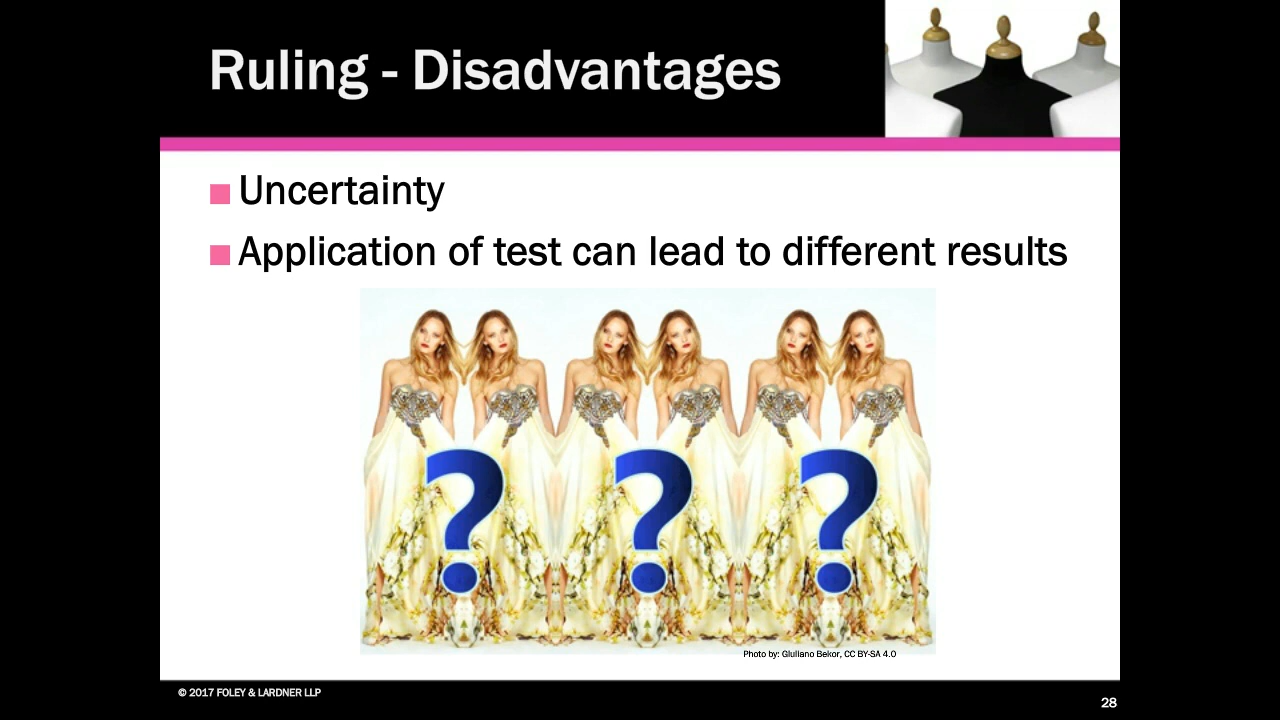 Ruling - Disadvantages
Uncertainty
Application of test can lead to different results
? ? ?
Photo by: Giuliano Bekor, CC BY-SA 4.0
© 2017 FOLEY & LARDNER LLP
28